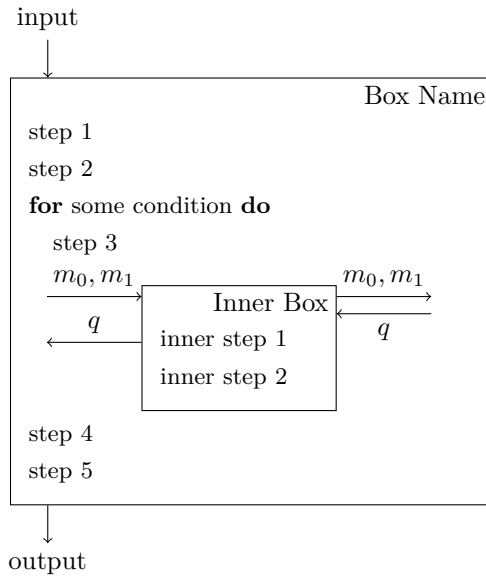 input
Box Name
step 1
step 2
for some condition do
step 3
m₀, m₁
m₀, m₁
Inner Box
q
q
inner step 1
inner step 2
step 4
step 5
output